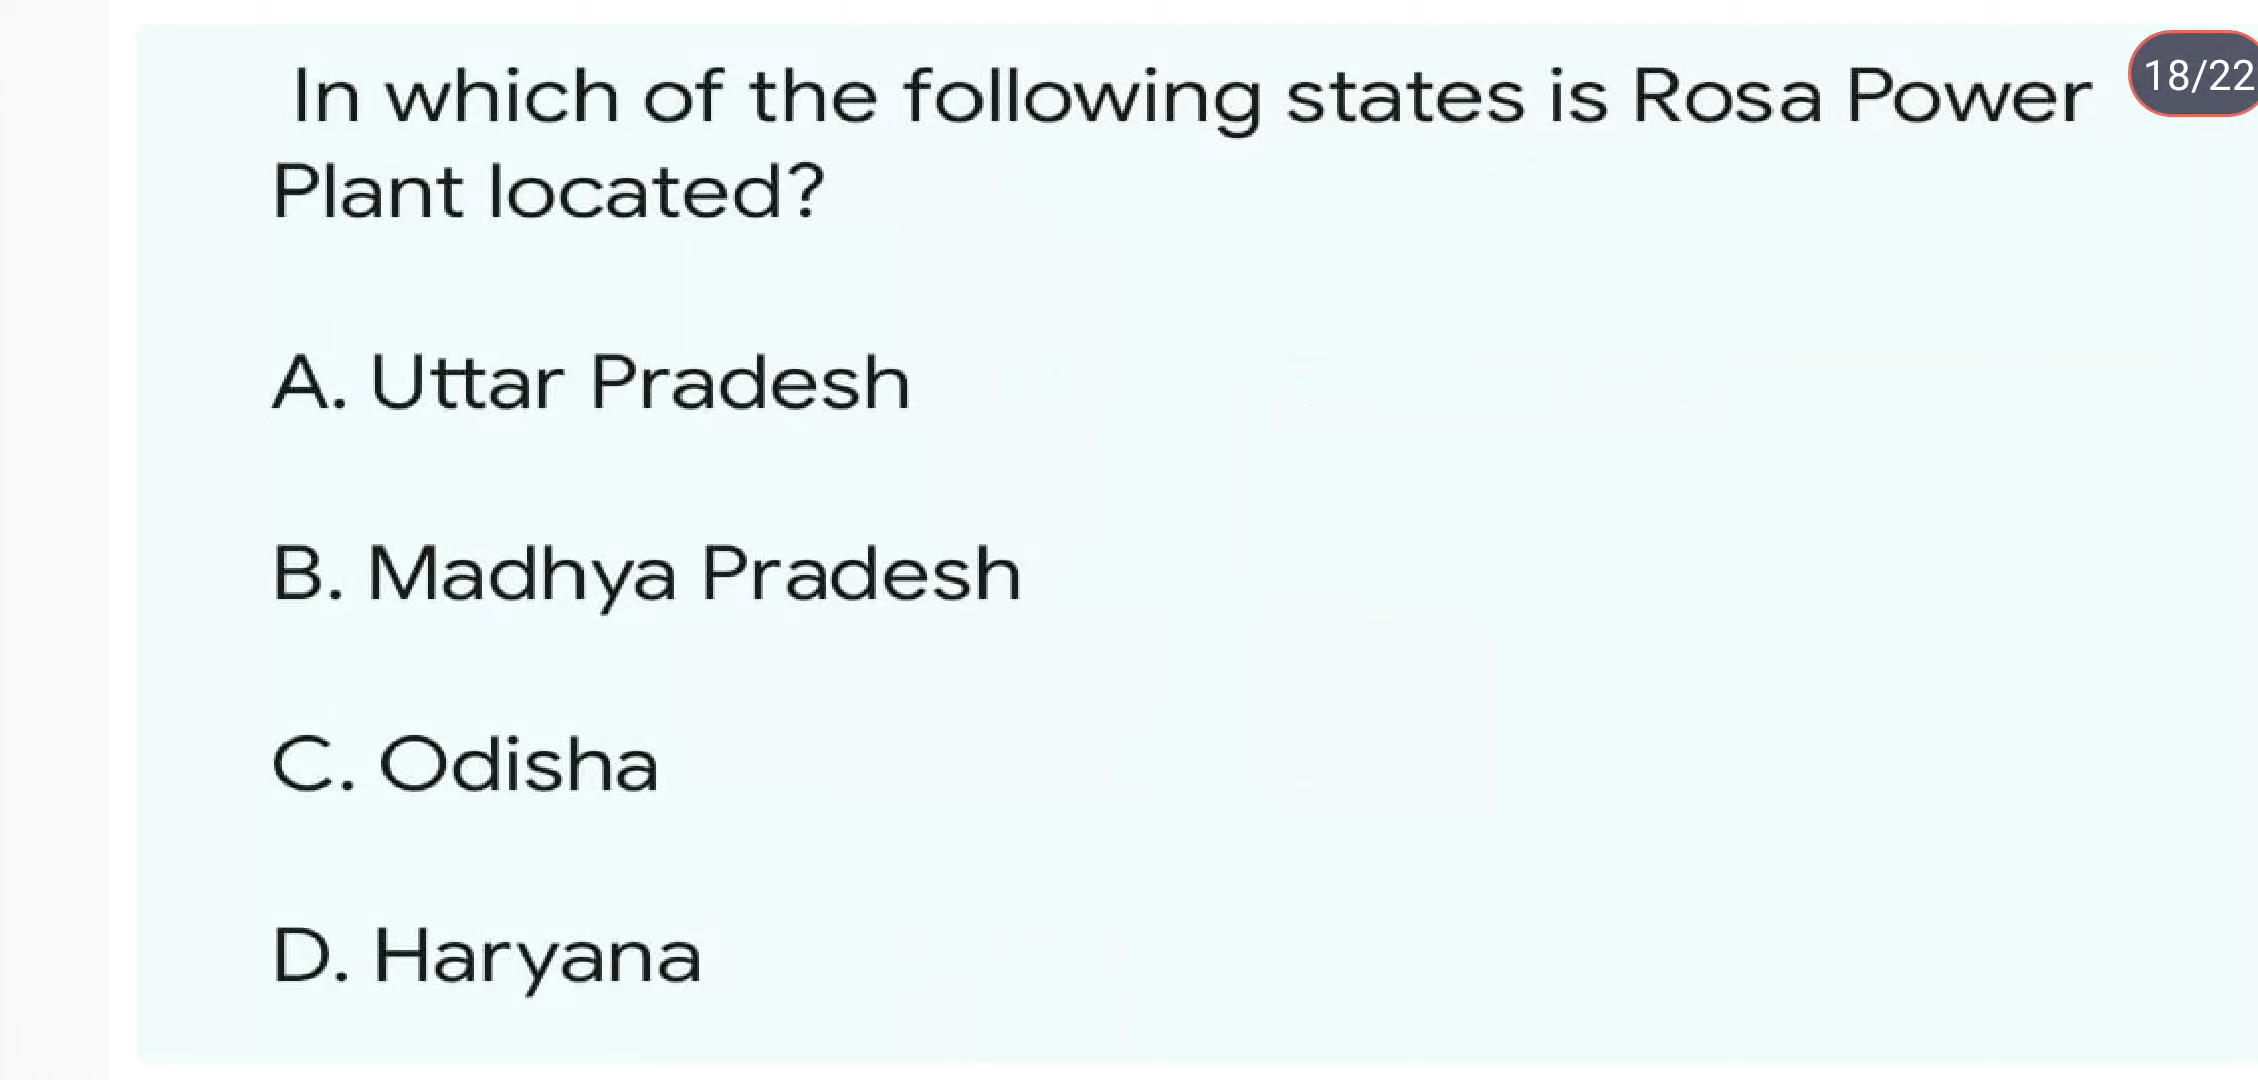 In which of the following states is Rosa Power
18/22
Plant located?
A. Uttar Pradesh
B. Madhya Pradesh
C. Odisha
D. Haryana